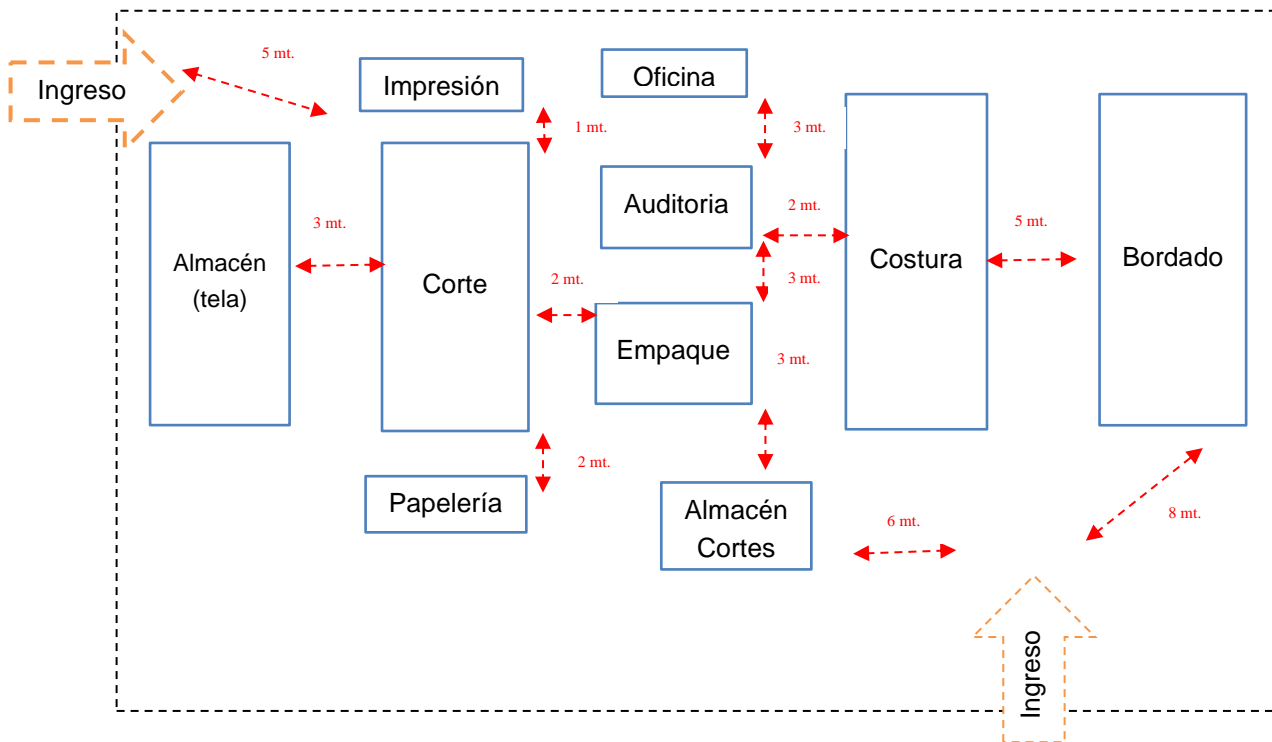 5 mt.
Oficina
Ingreso
Impresión
1 mt.
3 mt.
Auditoria
2 mt.
3 mt.
5 mt.
Almacén
(tela)
Corte
Costura
Bordado
2 mt.
3 mt.
Empaque
3 mt.
2 mt.
Papelería
Almacén
Cortes
6 mt.
8 mt.
Ingreso